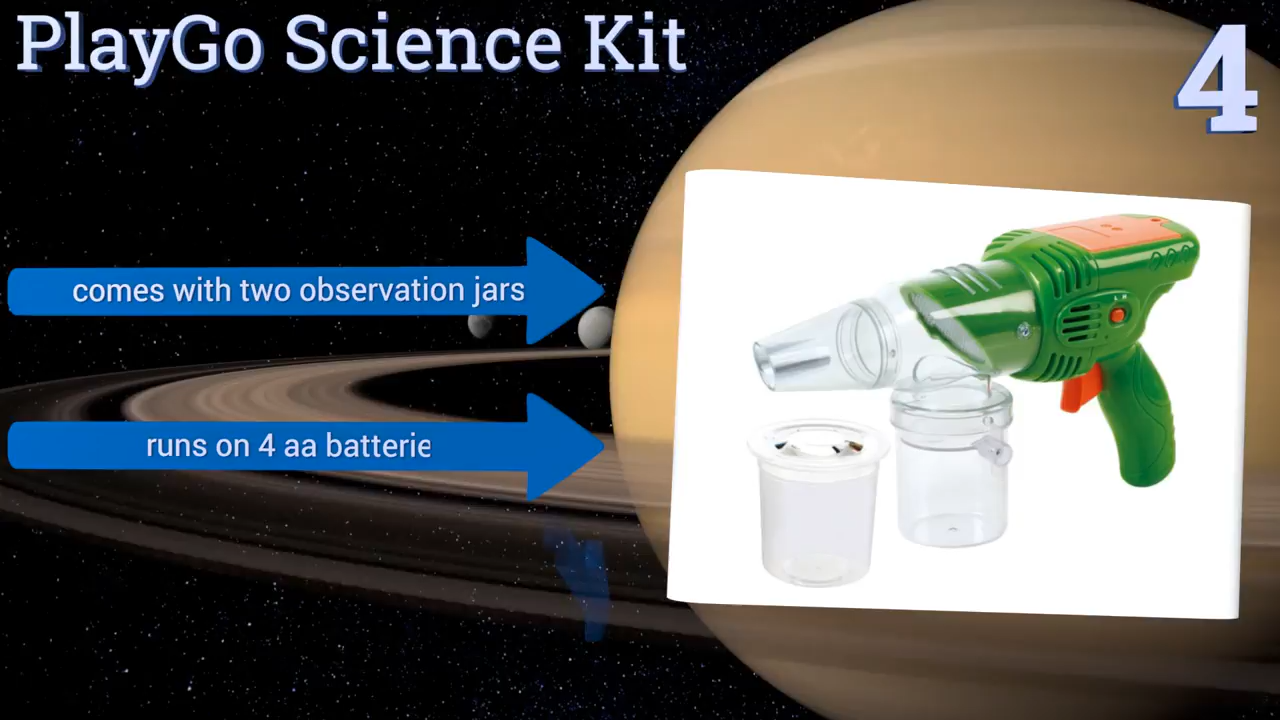 PlayGo Science Kit
4
comes with two observation jars
runs on 4 aa batterie